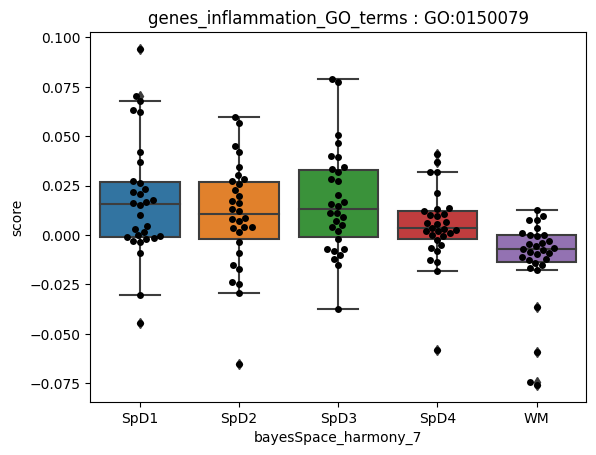 genes_inflammation_GO_terms : GO:0150079
0.100
0.075
0.050
0.025
0.000
−0.025
−0.050
−0.075
score
SpD1 SpD2 SpD3 SpD4 WM
bayesSpace_harmony_7